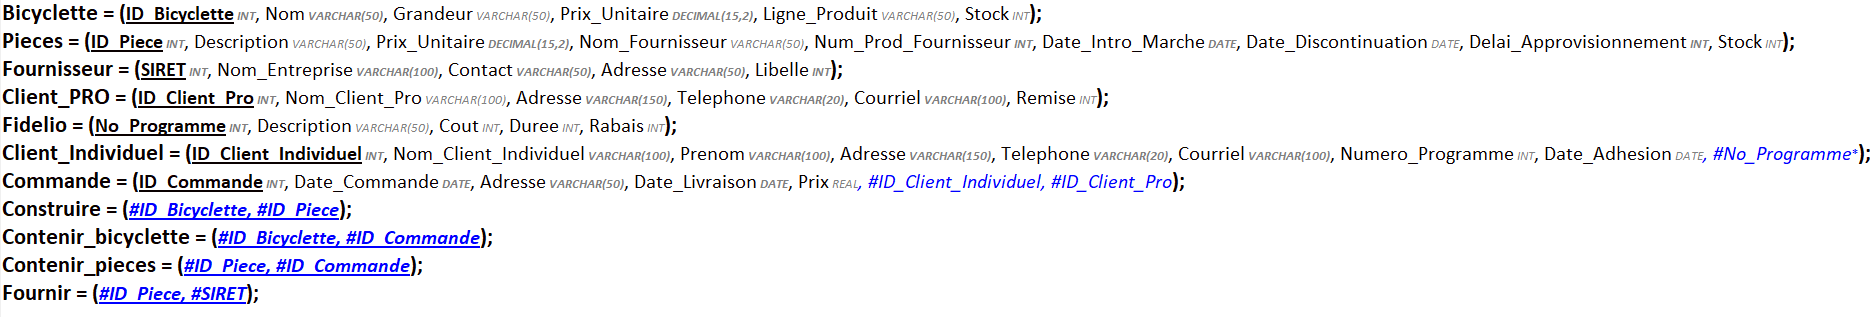 Bicyclette = (ID_Bicyclette INT, Nom VARCHAR(50), Grandeur VARCHAR(50), Prix_Unitaire DECIMAL(15,2), Ligne_Produit VARCHAR(50), Stock INT);
Pieces = (ID_Piece INT, Description VARCHAR(50), Prix_Unitaire DECIMAL(15,2), Nom_Fournisseur VARCHAR(50), Num_Prod_Fournisseur INT, Date_Intro_Marche DATE, Date_Discontinuation DATE, Delai_Approvisionnement INT, Stock INT);
Fournisseur = (SIRET INT, Nom_Entreprise VARCHAR(100), Contact VARCHAR(50), Adresse VARCHAR(50), Libelle INT);
Client_PRO = (ID_Client_Pro INT, Nom_Client_Pro VARCHAR(100), Adresse VARCHAR(150), Telephone VARCHAR(20), Courriel VARCHAR(100), Remise INT);
Fidelio = (No_Programme INT, Description VARCHAR(50), Cout INT, Duree INT, Rabais INT);
Client_Individuel = (ID_Client_Individuel INT, Nom_Client_Individuel VARCHAR(100), Prenom VARCHAR(100), Adresse VARCHAR(150), Telephone VARCHAR(20), Courriel VARCHAR(100), Numero_Programme INT, Date_Adhesion DATE, #No_Programme*);
Commande = (ID_Commande INT, Date_Commande DATE, Adresse VARCHAR(50), Date_Livraison DATE, Prix REAL, #ID_Client_Individuel, #ID_Client_Pro);
Construire = (#ID_Bicyclette, #ID_Piece);
Contenir_bicyclette = (#ID_Bicyclette, #ID_Commande);
Contenir_pieces = (#ID_Piece, #ID_Commande);
Fournir = (#ID_Piece, #SIRET);